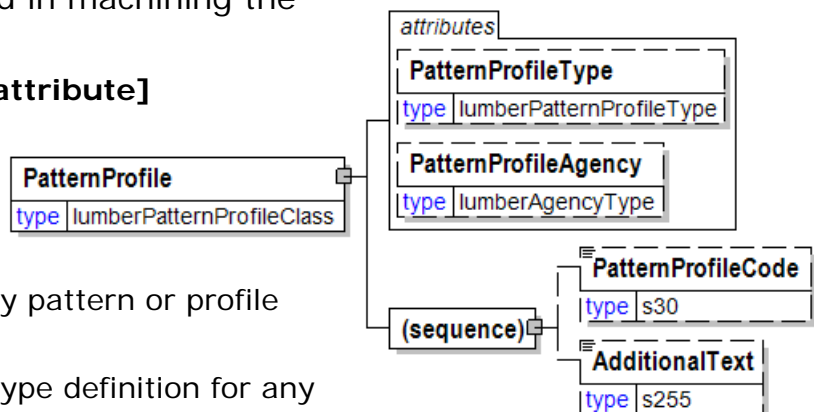 d in machining the
attribute]
y pattern or profile
ype definition for any
attributes
PatternProfileType
type lumberPatternProfileType
PatternProfileAgency
type lumberAgencyType
PatternProfile
type lumberPatternProfileClass
(sequence)
PatternProfileCode
type s30
AdditionalText
type s255